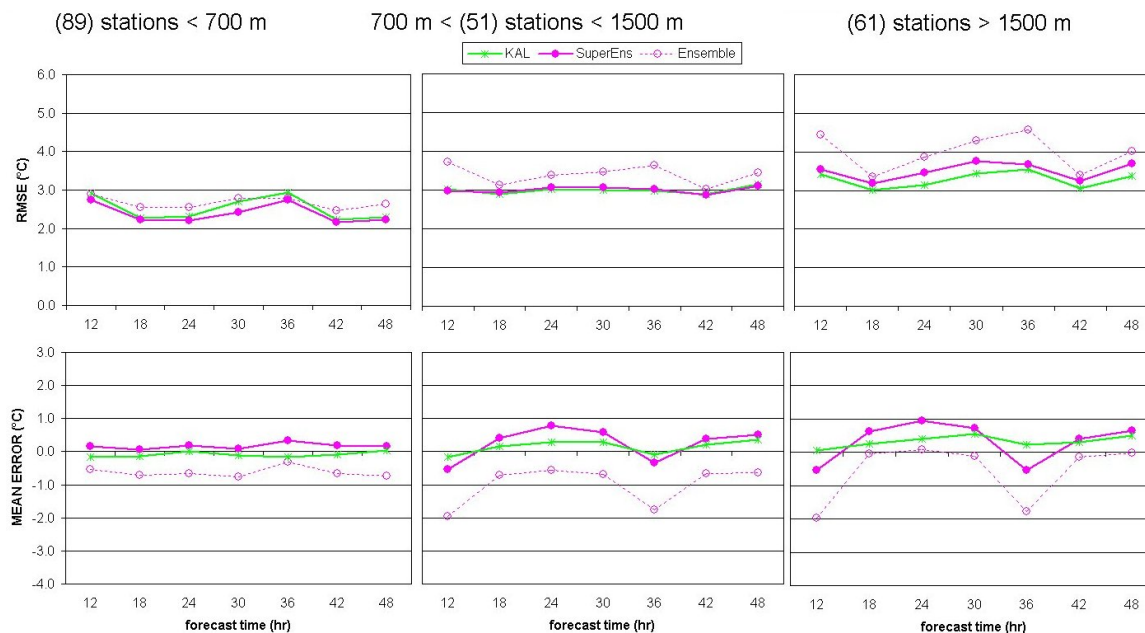 (89) stations < 700 m
700 m < (51) stations < 1500 m
(61) stations > 1500 m
KAL SuperEns Ensemble
RMSE (°C)
6.0
5.0
4.0
3.0
2.0
1.0
0.0
12 18 24 30 36 42 48
12 18 24 30 36 42 48
12 18 24 30 36 42 48
MEAN ERROR (°C)
3.0
2.0
1.0
0.0
-1.0
-2.0
-3.0
-4.0
12 18 24 30 36 42 48
12 18 24 30 36 42 48
12 18 24 30 36 42 48
forecast time (hr)
forecast time (hr)
forecast time (hr)